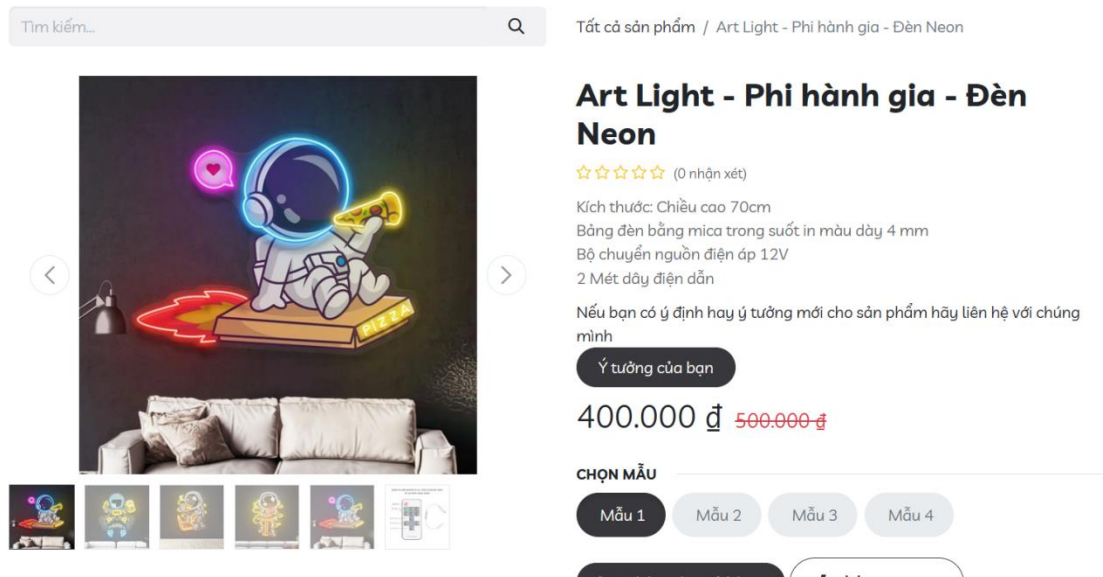 Tìm kiếm...
Tất cả sản phẩm / Art Light - Phi hành gia - Đèn Neon
Art Light - Phi hành gia - Đèn
Neon
(0 nhận xét)
Kích thước: Chiều cao 70cm
Bảng đèn bằng mica trong suốt in màu dày 4 mm
Bộ chuyển nguồn điện áp 12V
2 Mét dây điện dẫn
Nếu bạn có ý định hay ý tưởng mới cho sản phẩm hãy liên hệ với chúng
mình
Ý tưởng của bạn
400.000 ₫ 500.000 ₫
CHỌN MẪU
Mẫu 1 Mẫu 2 Mẫu 3 Mẫu 4
PIZZA